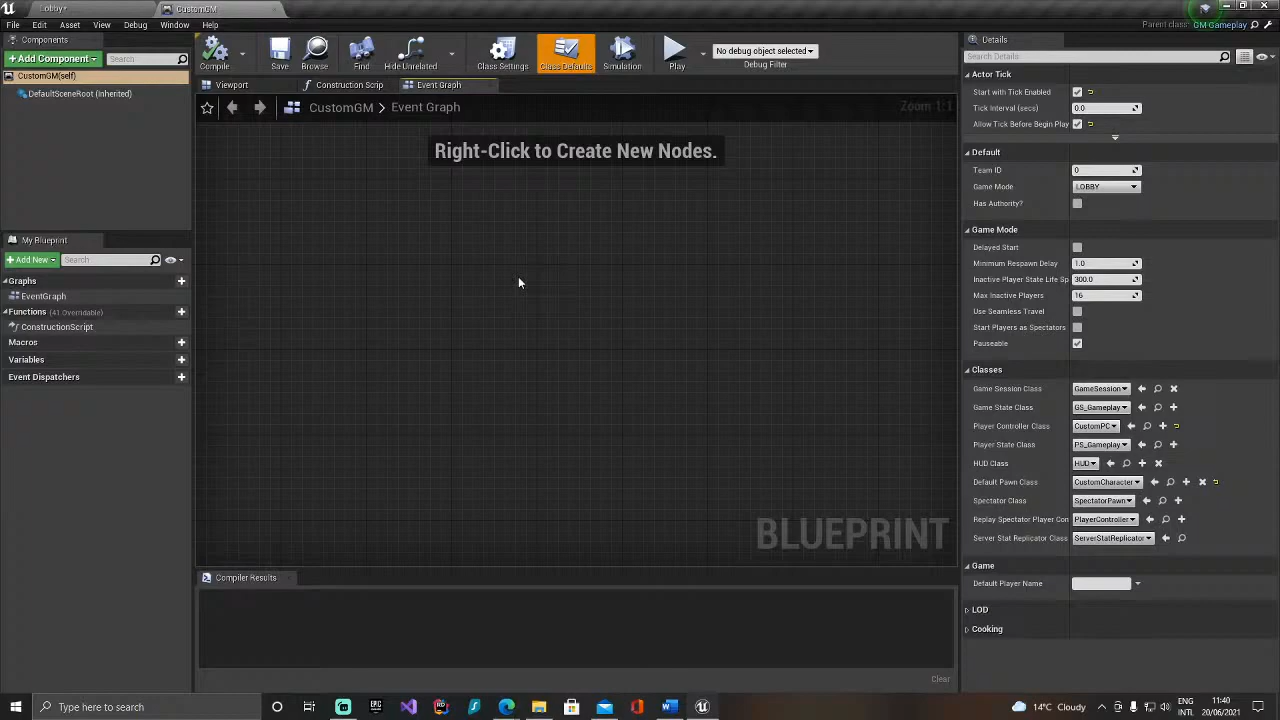 Lobby*
CustomGM
File Edit Asset View Debug Window Help
Parent class: GM-Gameplay
Components
+Add Component
Search
CustomGM(self)
DefaultSceneRoot (Inherited)
Compile
Save
Browse
Find
Hide Unrelated
Class Settings
Class Defaults
Simulation
Play
No debug object selected
Debug Filter
Viewport
Construction Scrip
Event Graph
CustomGM
Event Graph
Zoom 1:1
Right-Click to Create New Nodes.
BLUEPRINT
My Blueprint
+Add New
Search
Graphs
EventGraph
Functions (41 Overridable)
ConstructionScript
Macros
Variables
Event Dispatchers
Compiler Results
Clear
Details
Search Details
Actor Tick
Start with Tick Enabled
Tick Interval (secs) 0.0
Allow Tick Before Begin Play
Default
Team ID 0
Game Mode LOBBY
Has Authority?
Game Mode
Delayed Start
Minimum Respawn Delay 1.0
Inactive Player State Life Sp 300.0
Max Inactive Players 16
Use Seamless Travel
Start Players as Spectators
Pauseable
Classes
Game Session Class GameSession
Game State Class GS_Gameplay
Player Controller Class CustomPC
Player State Class PS_Gameplay
HUD Class HUD
Default Pawn Class CustomCharacter
Spectator Class SpectatorPawn
Replay Spectator Player Con PlayerController
Server Stat Replicator Class ServerStatReplicator
Game
Default Player Name
LOD
Cooking
Type here to search
14°C Cloudy
ENG
INTL
11:40
20/06/2021